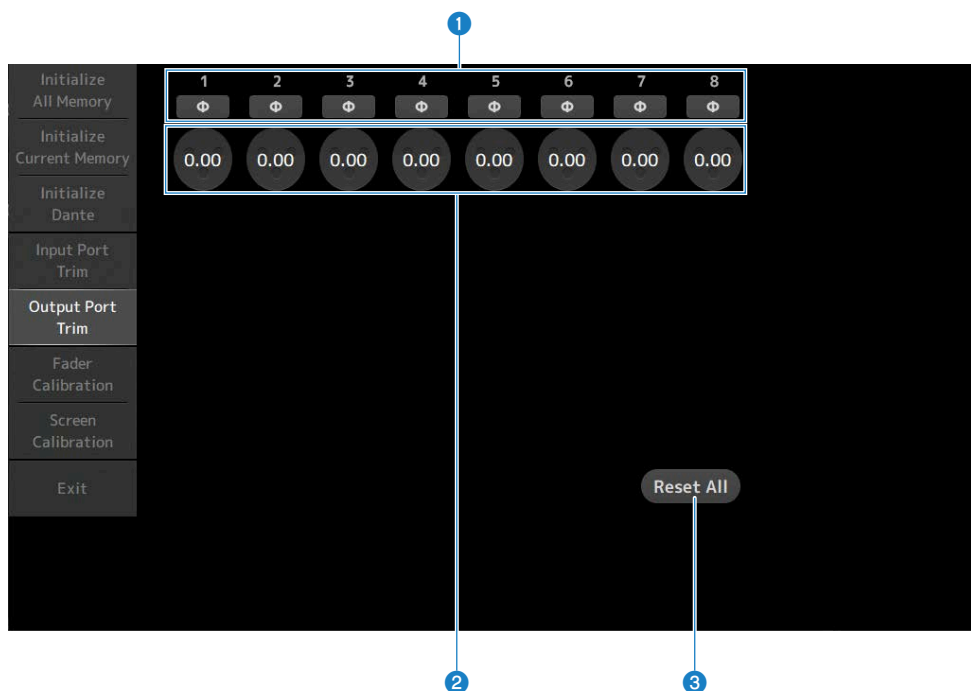 1
Initialize
All Memory
Initialize
Current Memory
Initialize
Dante
Input Port
Trim
Output Port
Trim
Fader
Calibration
Screen
Calibration
Exit
1 2 3 4 5 6 7 8
Φ Φ Φ Φ Φ Φ Φ Φ
0.00 0.00 0.00 0.00 0.00 0.00 0.00 0.00
Reset All
2 3